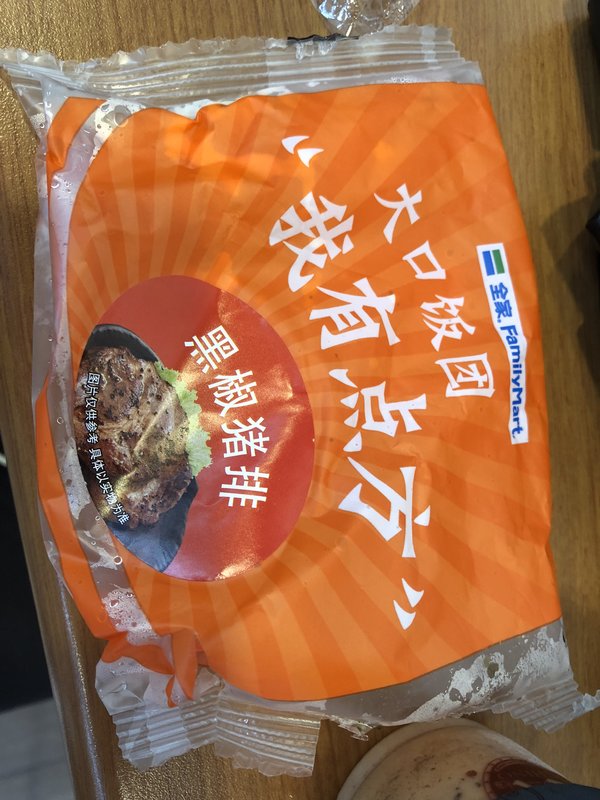 全家 FamilyMart
大口饭团
“我有点方”
黑椒猪排
图片仅供参考 具体以实物为准